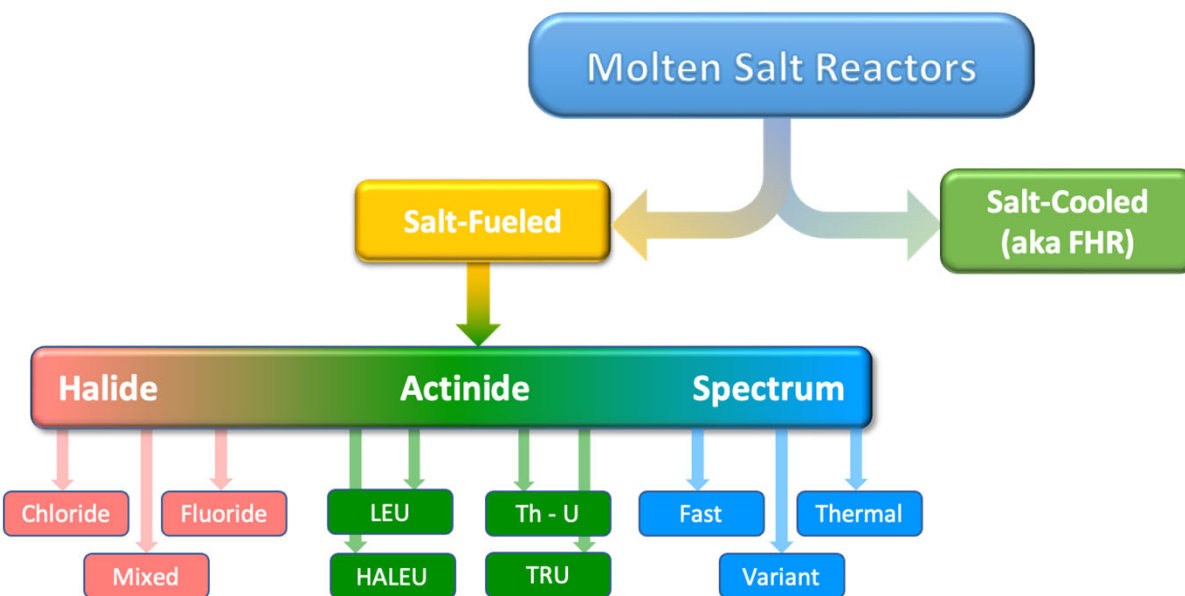 Molten Salt Reactors
Salt-Fueled
Salt-Cooled
(aka FHR)
Halide
Actinide
Spectrum
Chloride
Fluoride
Mixed
LEU
Th - U
HALEU
TRU
Fast
Thermal
Variant